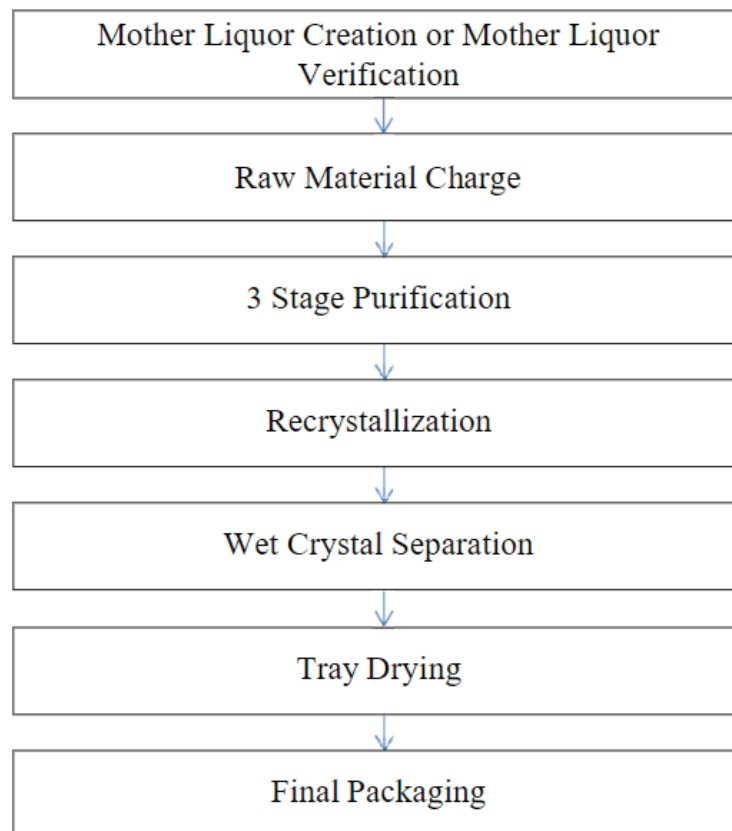 Mother Liquor Creation or Mother Liquor
Verification
Raw Material Charge
3 Stage Purification
Recrystallization
Wet Crystal Separation
Tray Drying
Final Packaging